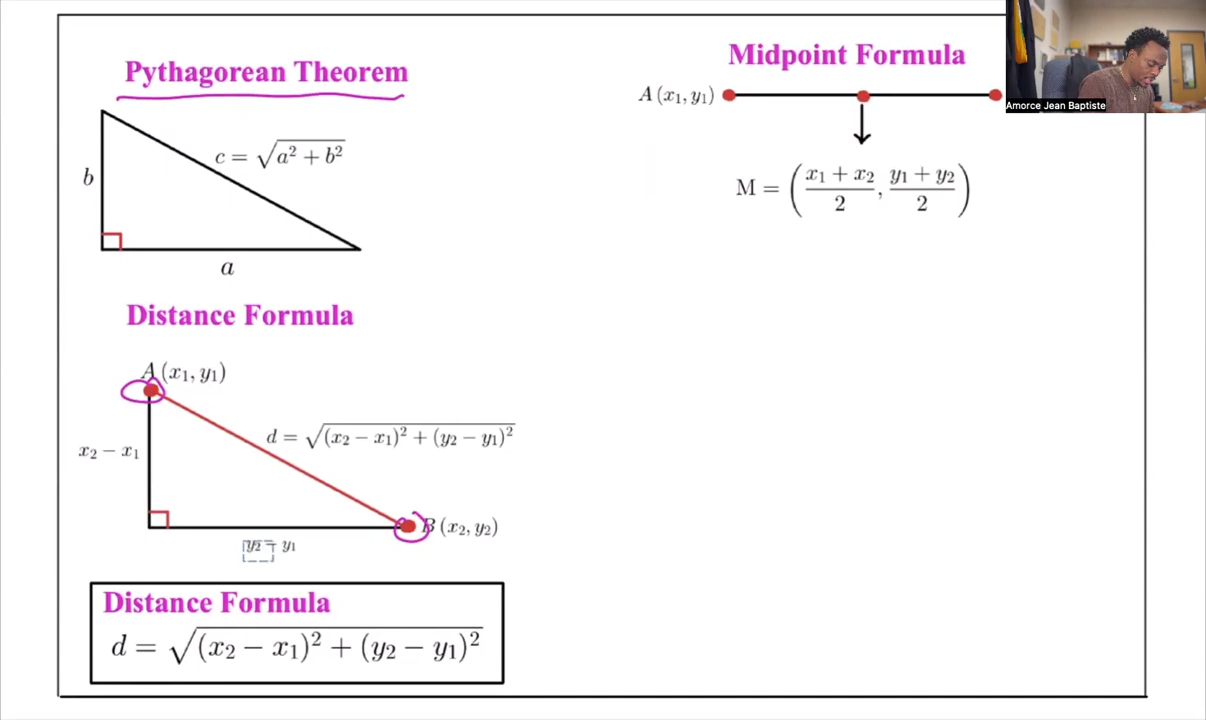 Pythagorean Theorem
c = √(a² + b²)
b
a
Distance Formula
A (x₁, y₁)
d = √((x₂ − x₁)² + (y₂ − y₁)²)
x₂ − x₁
B (x₂, y₂)
y₂ − y₁
Distance Formula
d = √((x₂ − x₁)² + (y₂ − y₁)²)
Midpoint Formula
A (x₁, y₁)
M = ((x₁ + x₂)/2, (y₁ + y₂)/2)
Amorce Jean Baptiste